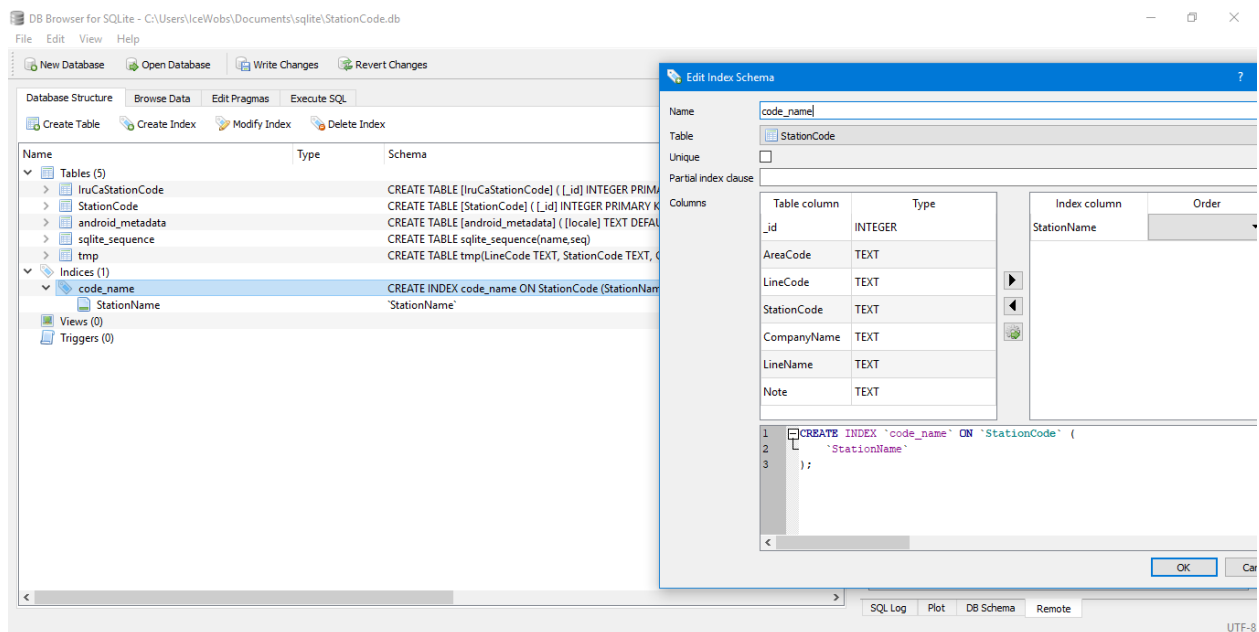 DB Browser for SQLite - C:\Users\IceWobs\Documents\sqlite\StationCode.db
File Edit View Help
New Database Open Database Write Changes Revert Changes
Database Structure Browse Data Edit Pragmas Execute SQL
Create Table Create Index Modify Index Delete Index
Name Type Schema
Tables (5)
IruCaStationCode CREATE TABLE [IruCaStationCode] ( [_id] INTEGER PRIMA
StationCode CREATE TABLE [StationCode] ( [_id] INTEGER PRIMARY K
android_metadata CREATE TABLE [android_metadata] ( [locale] TEXT DEFAU
sqlite_sequence CREATE TABLE sqlite_sequence(name,seq)
tmp CREATE TABLE tmp(LineCode TEXT, StationCode TEXT, C
Indices (1)
code_name CREATE INDEX code_name ON StationCode (StationNam
StationName `StationName`
Views (0)
Triggers (0)
Edit Index Schema ?
Name code_name
Table StationCode
Unique
Partial index clause
Columns
Table column Type
_id INTEGER
AreaCode TEXT
LineCode TEXT
StationCode TEXT
CompanyName TEXT
LineName TEXT
Note TEXT
Index column Order
StationName
1 CREATE INDEX `code_name` ON `StationCode` (
2 `StationName`
3 );
OK Can
SQL Log Plot DB Schema Remote
UTF-8